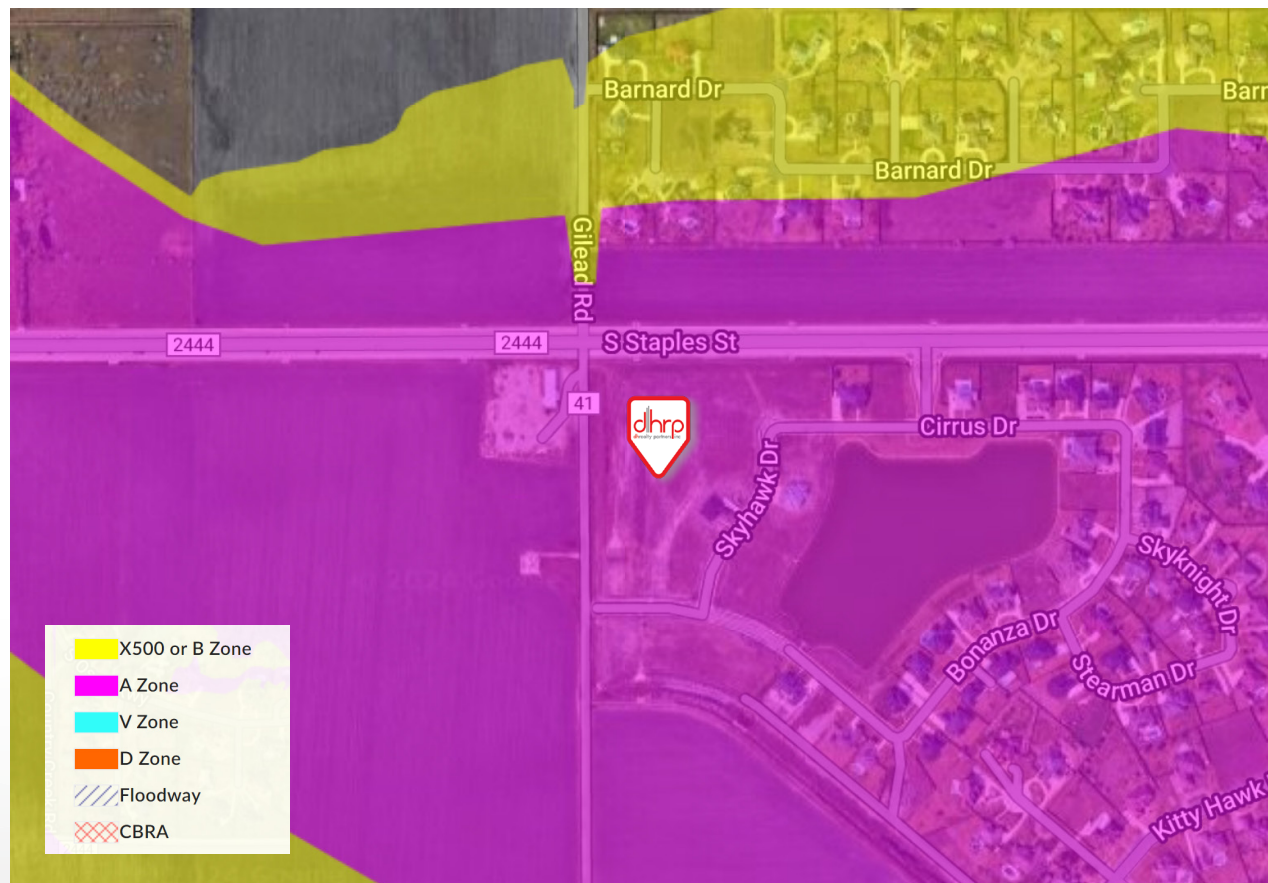 Barnard Dr
Barn
Barnard Dr
Gilead Rd
2444
2444
S Staples St
41
dhrp
Cirrus Dr
Skyhawk Dr
Skyknight Dr
Bonanza Dr
Stearman Dr
Kitty Hawk
X500 or B Zone
A Zone
V Zone
D Zone
Floodway
CBRA